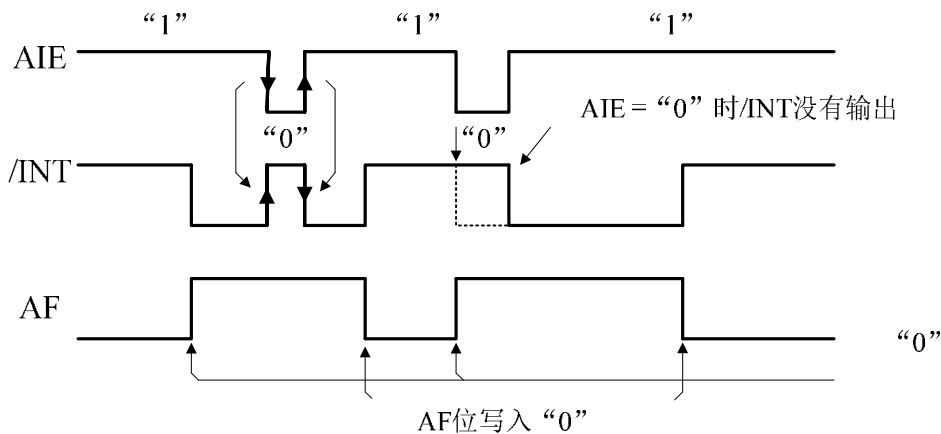 “1” “1” “1”
AIE
AIE = “0” 时/INT没有输出
“0” “0”
/INT
AF
“0”
AF位写入“0”